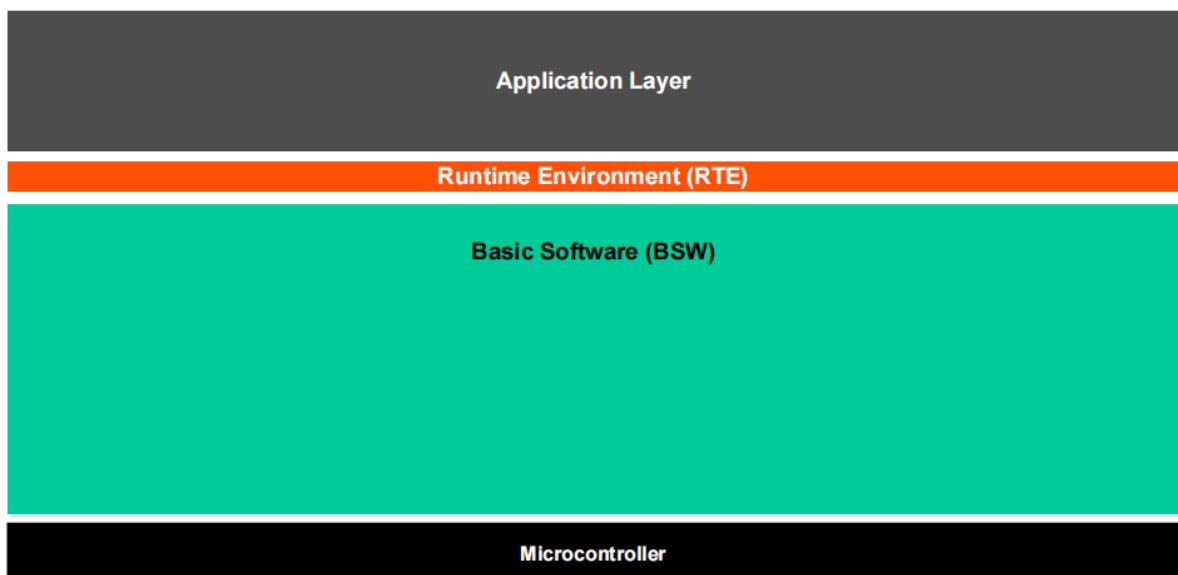 Application Layer
Runtime Environment (RTE)
Basic Software (BSW)
Microcontroller